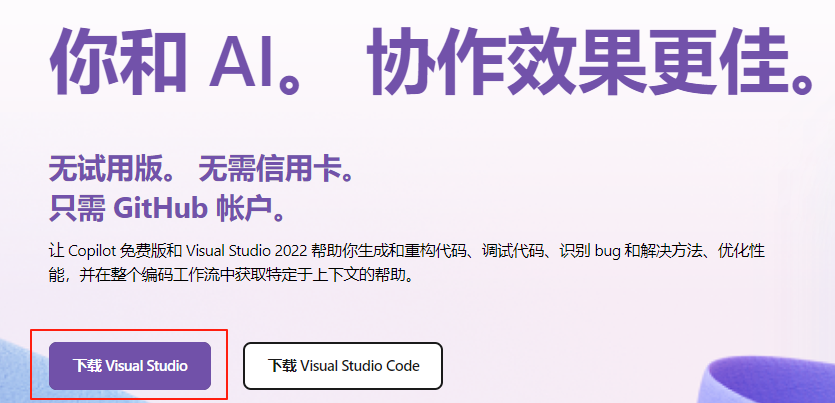 你和 AI。 协作效果更佳。
无试用版。 无需信用卡。
只需 GitHub 帐户。
让 Copilot 免费版和 Visual Studio 2022 帮助你生成和重构代码、调试代码、识别 bug 和解决方法、优化性
能，并在整个编码工作流中获取特定于上下文的帮助。
下载 Visual Studio
下载 Visual Studio Code